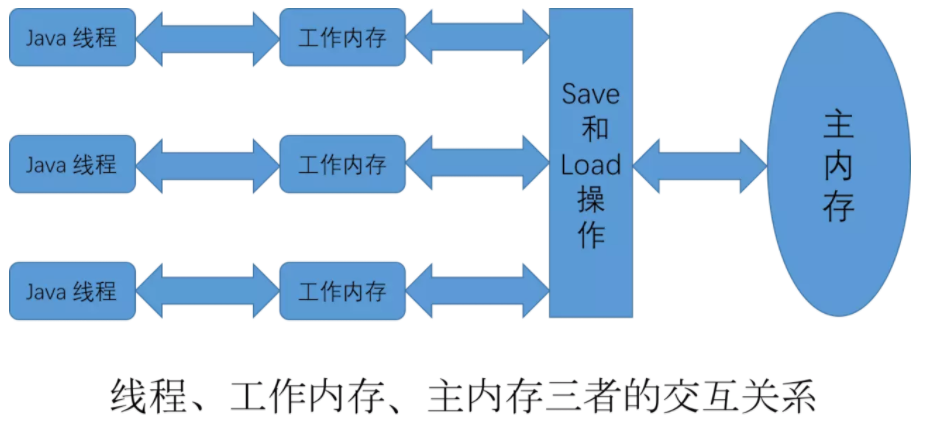 Java 线程
工作内存
Java 线程
工作内存
Java 线程
工作内存
Save
和
Load
操
作
主
内
存
线程、工作内存、主内存三者的交互关系